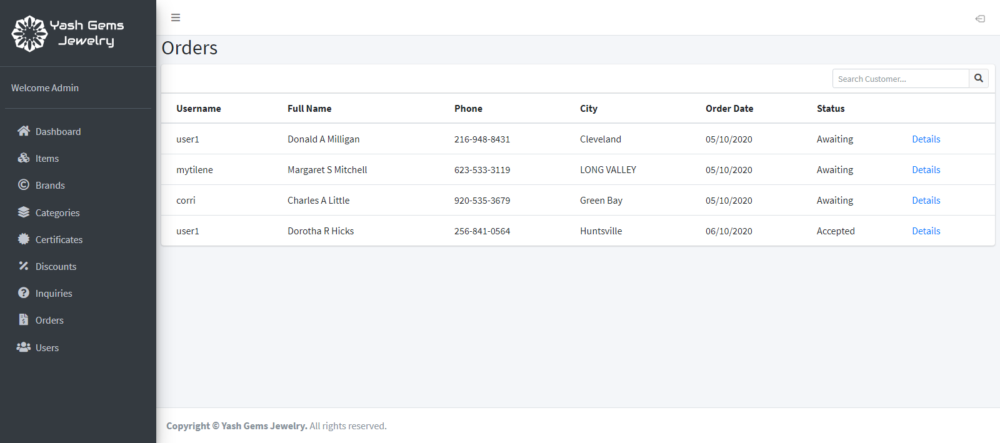 Yash Gems
Jewelry
Welcome Admin
Dashboard
Items
Brands
Categories
Certificates
Discounts
Inquiries
Orders
Users
Orders
Search Customer...
Username Full Name Phone City Order Date Status
user1 Donald A Milligan 216-948-8431 Cleveland 05/10/2020 Awaiting Details
mytilene Margaret S Mitchell 623-533-3119 LONG VALLEY 05/10/2020 Awaiting Details
corri Charles A Little 920-535-3679 Green Bay 05/10/2020 Awaiting Details
user1 Dorotha R Hicks 256-841-0564 Huntsville 06/10/2020 Accepted Details
Copyright © Yash Gems Jewelry. All rights reserved.